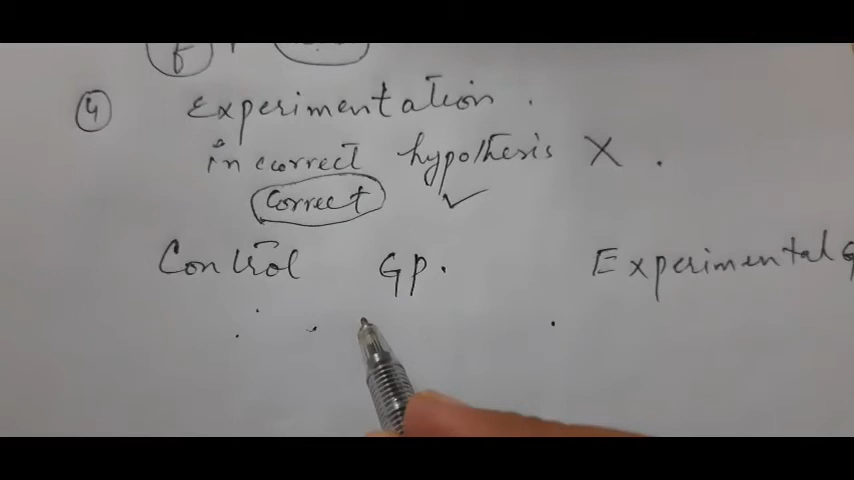 ④ Experimentation .
incorrect hypothesis X .
Correct ✓
Control Gp. Experimental